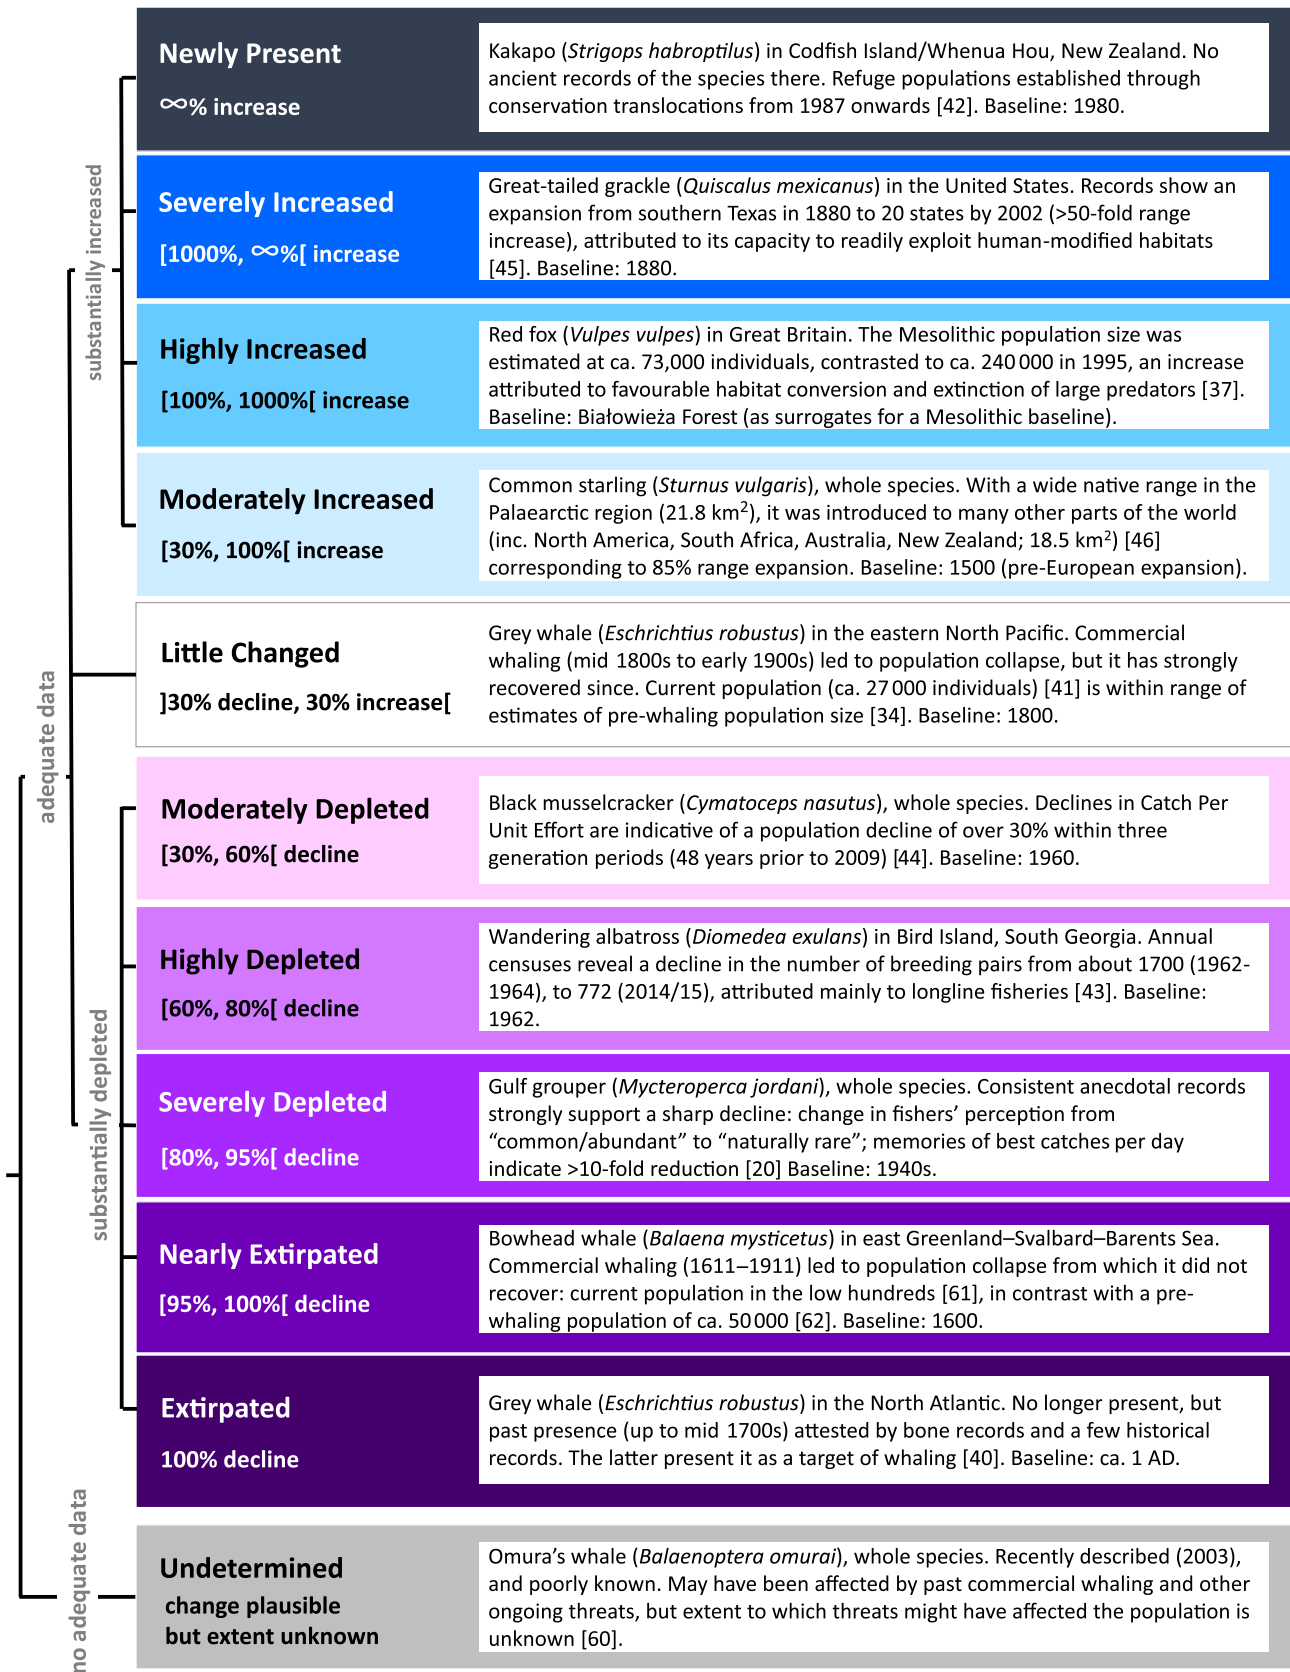 Newly Present
∞% increase
Kakapo (Strigops habroptilus) in Codfish Island/Whenua Hou, New Zealand. No
ancient records of the species there. Refuge populations established through
conservation translocations from 1987 onwards [42]. Baseline: 1980.
substantially increased
Severely Increased
[1000%, ∞%[ increase
Great-tailed grackle (Quiscalus mexicanus) in the United States. Records show an
expansion from southern Texas in 1880 to 20 states by 2002 (>50-fold range
increase), attributed to its capacity to readily exploit human-modified habitats
[45]. Baseline: 1880.
Highly Increased
[100%, 1000%[ increase
Red fox (Vulpes vulpes) in Great Britain. The Mesolithic population size was
estimated at ca. 73,000 individuals, contrasted to ca. 240 000 in 1995, an increase
attributed to favourable habitat conversion and extinction of large predators [37].
Baseline: Białowieża Forest (as surrogates for a Mesolithic baseline).
Moderately Increased
[30%, 100%[ increase
Common starling (Sturnus vulgaris), whole species. With a wide native range in the
Palaearctic region (21.8 km²), it was introduced to many other parts of the world
(inc. North America, South Africa, Australia, New Zealand; 18.5 km²) [46]
corresponding to 85% range expansion. Baseline: 1500 (pre-European expansion).
adequate data
Little Changed
]30% decline, 30% increase[
Grey whale (Eschrichtius robustus) in the eastern North Pacific. Commercial
whaling (mid 1800s to early 1900s) led to population collapse, but it has strongly
recovered since. Current population (ca. 27 000 individuals) [41] is within range of
estimates of pre-whaling population size [34]. Baseline: 1800.
Moderately Depleted
[30%, 60%[ decline
Black musselcracker (Cymatoceps nasutus), whole species. Declines in Catch Per
Unit Effort are indicative of a population decline of over 30% within three
generation periods (48 years prior to 2009) [44]. Baseline: 1960.
substantially depleted
Highly Depleted
[60%, 80%[ decline
Wandering albatross (Diomedea exulans) in Bird Island, South Georgia. Annual
censuses reveal a decline in the number of breeding pairs from about 1700 (1962-
1964), to 772 (2014/15), attributed mainly to longline fisheries [43]. Baseline:
1962.
Severely Depleted
[80%, 95%[ decline
Gulf grouper (Mycteroperca jordani), whole species. Consistent anecdotal records
strongly support a sharp decline: change in fishers’ perception from
“common/abundant” to “naturally rare”; memories of best catches per day
indicate >10-fold reduction [20] Baseline: 1940s.
Nearly Extirpated
[95%, 100%[ decline
Bowhead whale (Balaena mysticetus) in east Greenland–Svalbard–Barents Sea.
Commercial whaling (1611–1911) led to population collapse from which it did not
recover: current population in the low hundreds [61], in contrast with a pre-
whaling population of ca. 50 000 [62]. Baseline: 1600.
Extirpated
100% decline
Grey whale (Eschrichtius robustus) in the North Atlantic. No longer present, but
past presence (up to mid 1700s) attested by bone records and a few historical
records. The latter present it as a target of whaling [40]. Baseline: ca. 1 AD.
no adequate data
Undetermined
change plausible
but extent unknown
Omura’s whale (Balaenoptera omurai), whole species. Recently described (2003),
and poorly known. May have been affected by past commercial whaling and other
ongoing threats, but extent to which threats might have affected the population is
unknown [60].